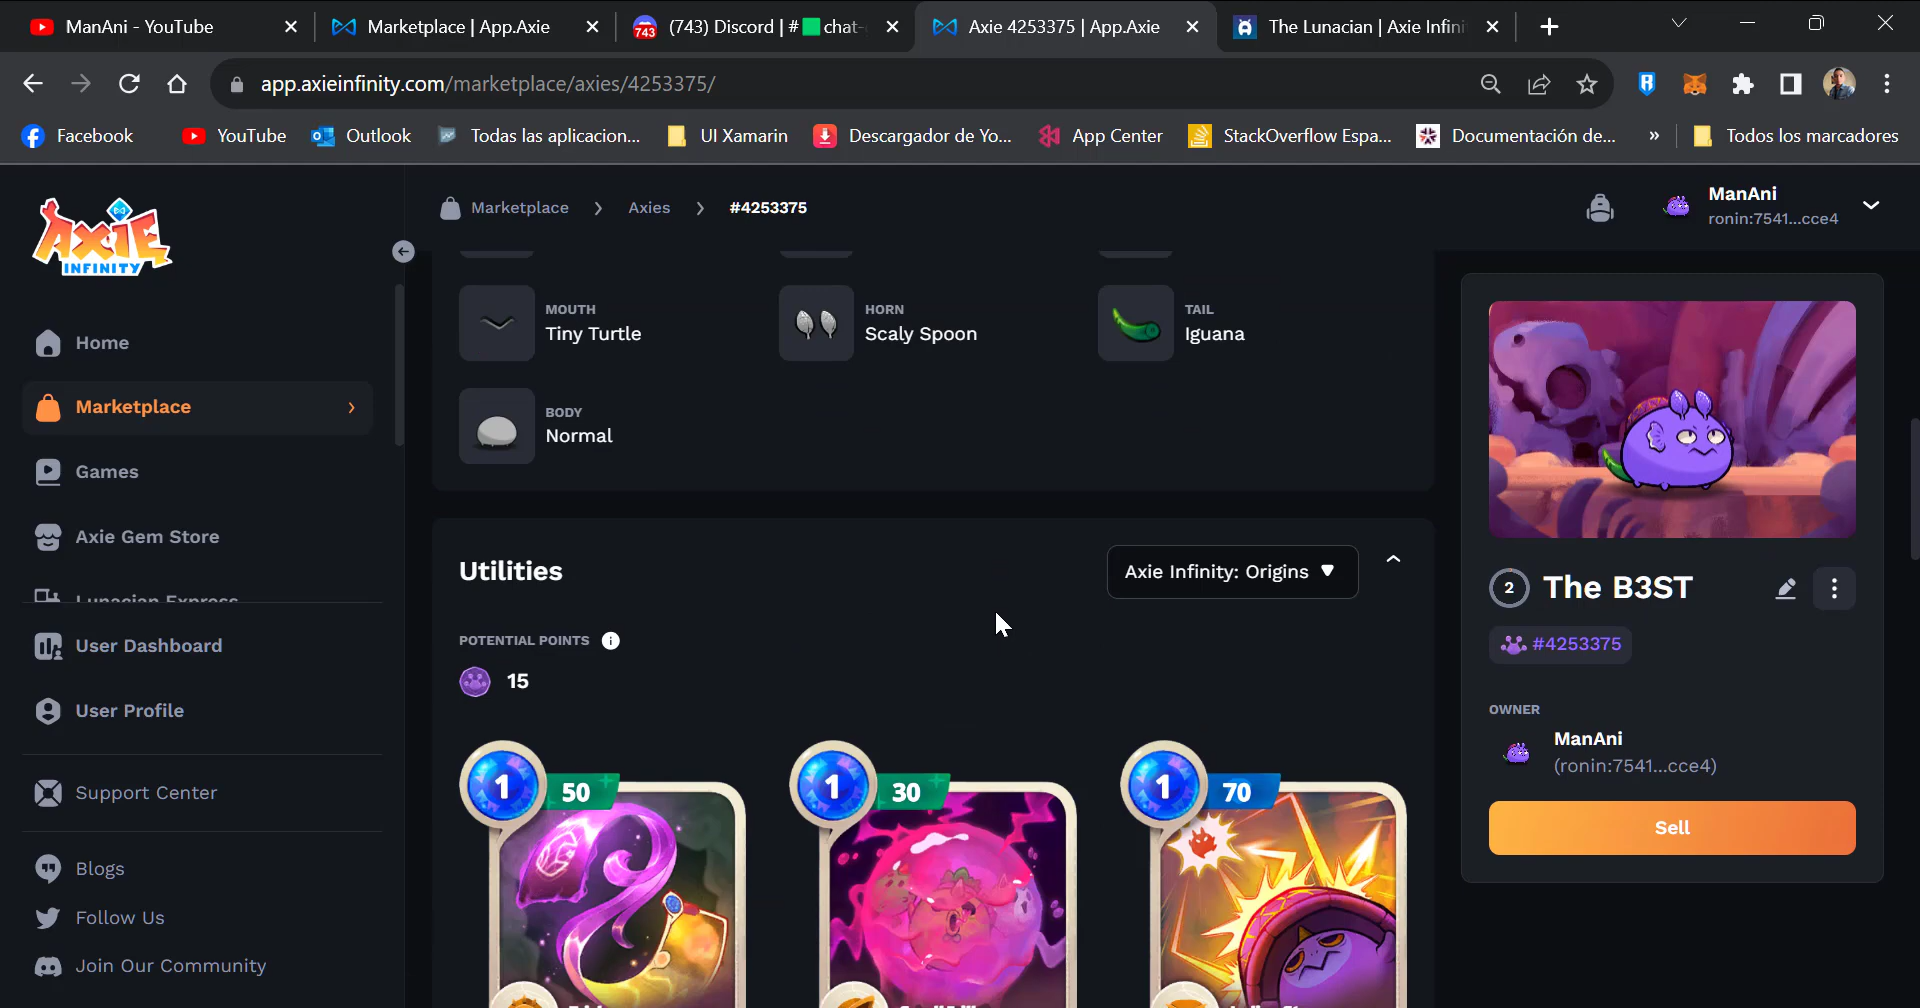 ManAni - YouTube
Marketplace | App.Axie
743
(743) Discord | # chat-
Axie 4253375 | App.Axie
The Lunacian | Axie Infini
app.axieinfinity.com/marketplace/axies/4253375/
Facebook
YouTube
Outlook
Todas las aplicacion...
UI Xamarin
Descargador de Yo...
App Center
StackOverflow Espa...
Documentación de...
»
Todos los marcadores
AXIE
INFINITY
Marketplace
Axies
#4253375
ManAni
ronin:7541...cce4
Home
Marketplace
Games
Axie Gem Store
Lunacian Express
User Dashboard
User Profile
Support Center
Blogs
Follow Us
Join Our Community
MOUTH
Tiny Turtle
HORN
Scaly Spoon
TAIL
Iguana
BODY
Normal
Utilities
Axie Infinity: Origins
POTENTIAL POINTS
15
1
50
1
30
1
70
2
The B3ST
#4253375
OWNER
ManAni
(ronin:7541...cce4)
Sell